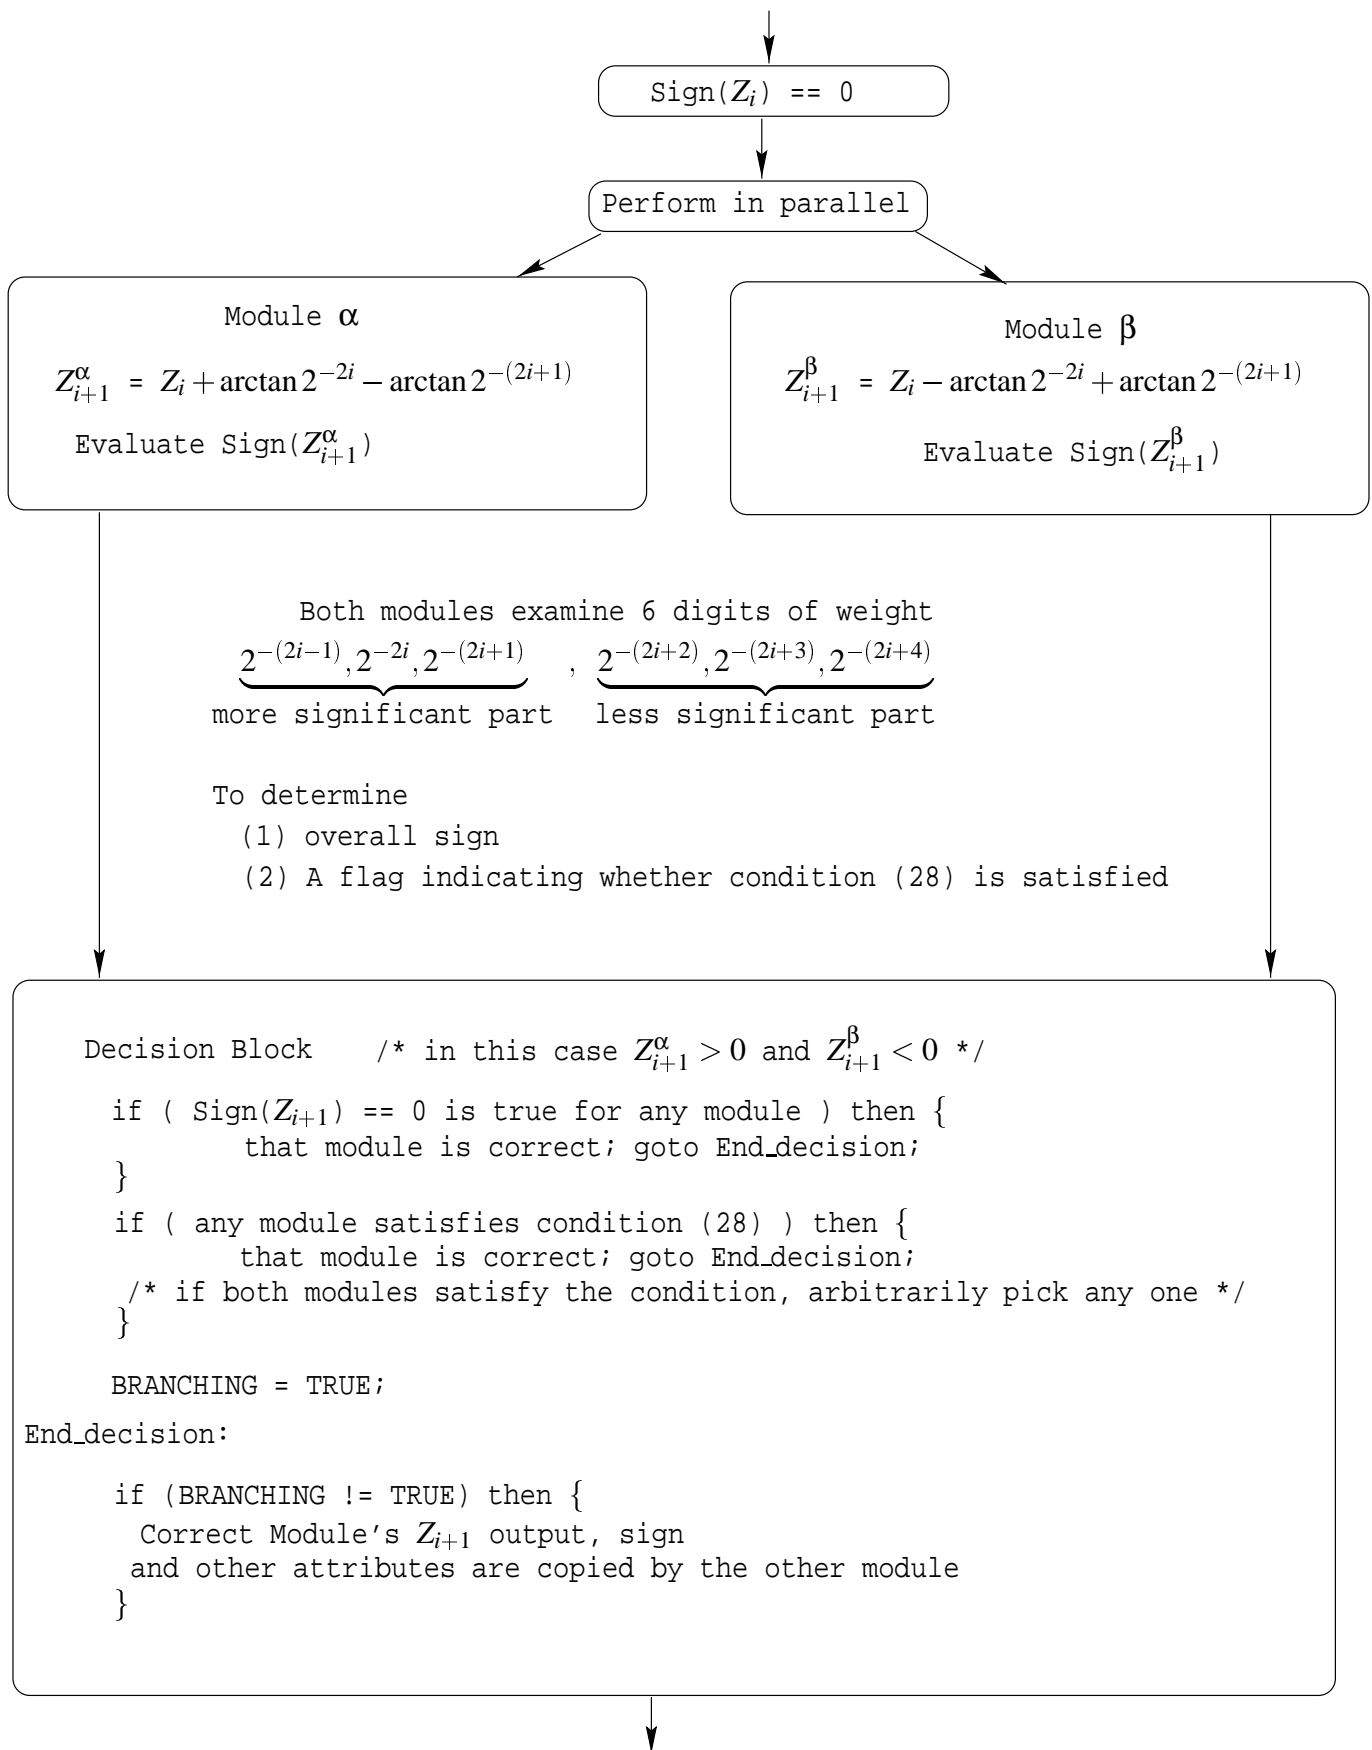 Sign(Z_i) == 0
Perform in parallel
Module α
Z^α_{i+1} = Z_i + arctan 2^{-2i} − arctan 2^{-(2i+1)}
Evaluate Sign(Z^α_{i+1})
Module β
Z^β_{i+1} = Z_i − arctan 2^{-2i} + arctan 2^{-(2i+1)}
Evaluate Sign(Z^β_{i+1})
Both modules examine 6 digits of weight
2^{-(2i−1)}, 2^{-2i}, 2^{-(2i+1)} , 2^{-(2i+2)}, 2^{-(2i+3)}, 2^{-(2i+4)}
more significant part less significant part
To determine
(1) overall sign
(2) A flag indicating whether condition (28) is satisfied
Decision Block /* in this case Z^α_{i+1} > 0 and Z^β_{i+1} < 0 */
if ( Sign(Z_{i+1}) == 0 is true for any module ) then {
that module is correct; goto End_decision;
}
if ( any module satisfies condition (28) ) then {
that module is correct; goto End_decision;
/* if both modules satisfy the condition, arbitrarily pick any one */
}
BRANCHING = TRUE;
End_decision:
if (BRANCHING != TRUE) then {
Correct Module's Z_{i+1} output, sign
and other attributes are copied by the other module
}